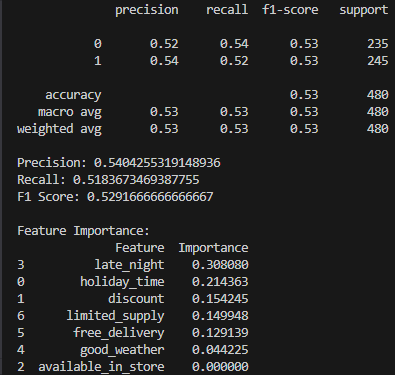 precision recall f1-score support
0 0.52 0.54 0.53 235
1 0.54 0.52 0.53 245
accuracy 0.53 480
macro avg 0.53 0.53 0.53 480
weighted avg 0.53 0.53 0.53 480
Precision: 0.5404255319148936
Recall: 0.5183673469387755
F1 Score: 0.5291666666666667
Feature Importance:
Feature Importance
3 late_night 0.308080
0 holiday_time 0.214363
1 discount 0.154245
6 limited_supply 0.149948
5 free_delivery 0.129139
4 good_weather 0.044225
2 available_in_store 0.000000